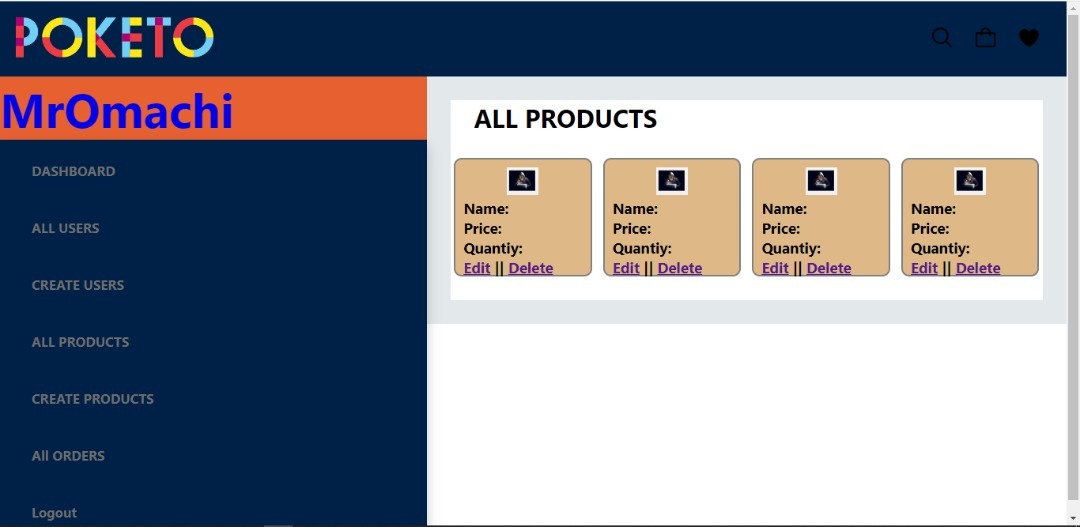 POKETO
MrOmachi
DASHBOARD
ALL USERS
CREATE USERS
ALL PRODUCTS
CREATE PRODUCTS
All ORDERS
Logout
ALL PRODUCTS
Name:
Price:
Quantiy:
Edit || Delete
Name:
Price:
Quantiy:
Edit || Delete
Name:
Price:
Quantiy:
Edit || Delete
Name:
Price:
Quantiy:
Edit || Delete